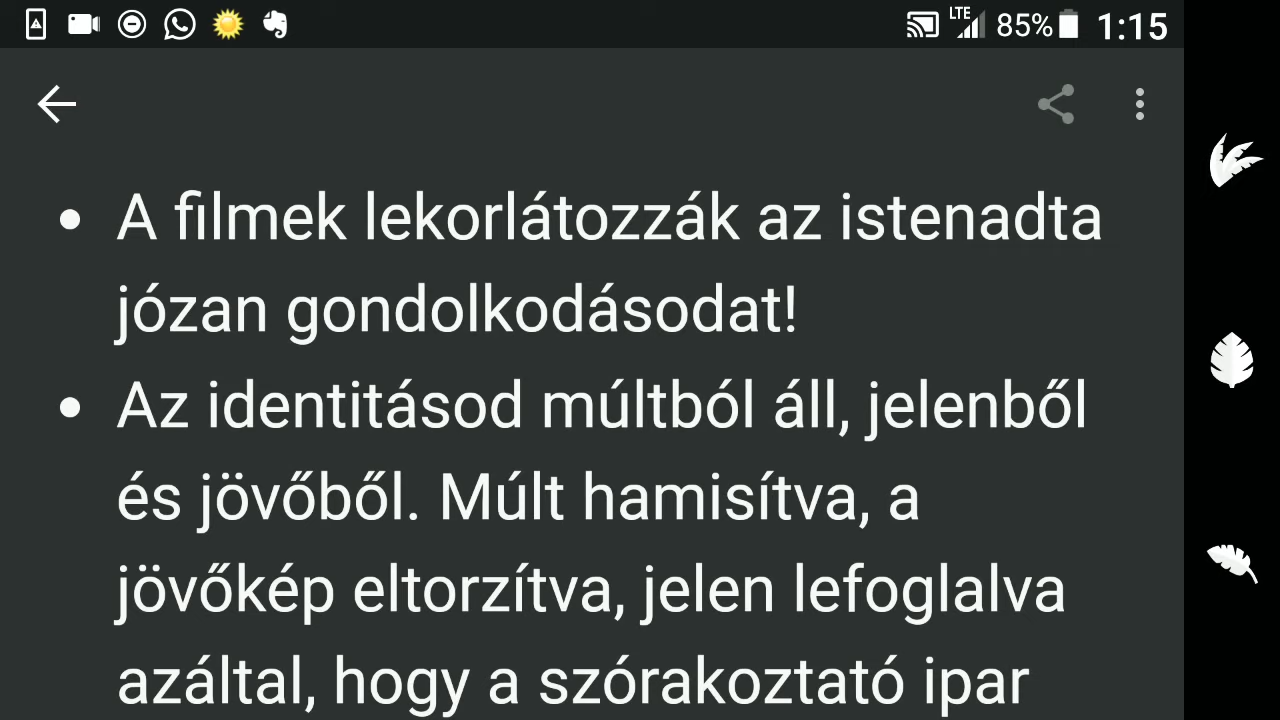 LTE 85% 1:15
A filmek lekorlátozzák az istenadta
józan gondolkodásodat!
Az identitásod múltból áll, jelenből
és jövőből. Múlt hamisítva, a
jövőkép eltorzítva, jelen lefoglalva
azáltal, hogy a szórakoztató ipar